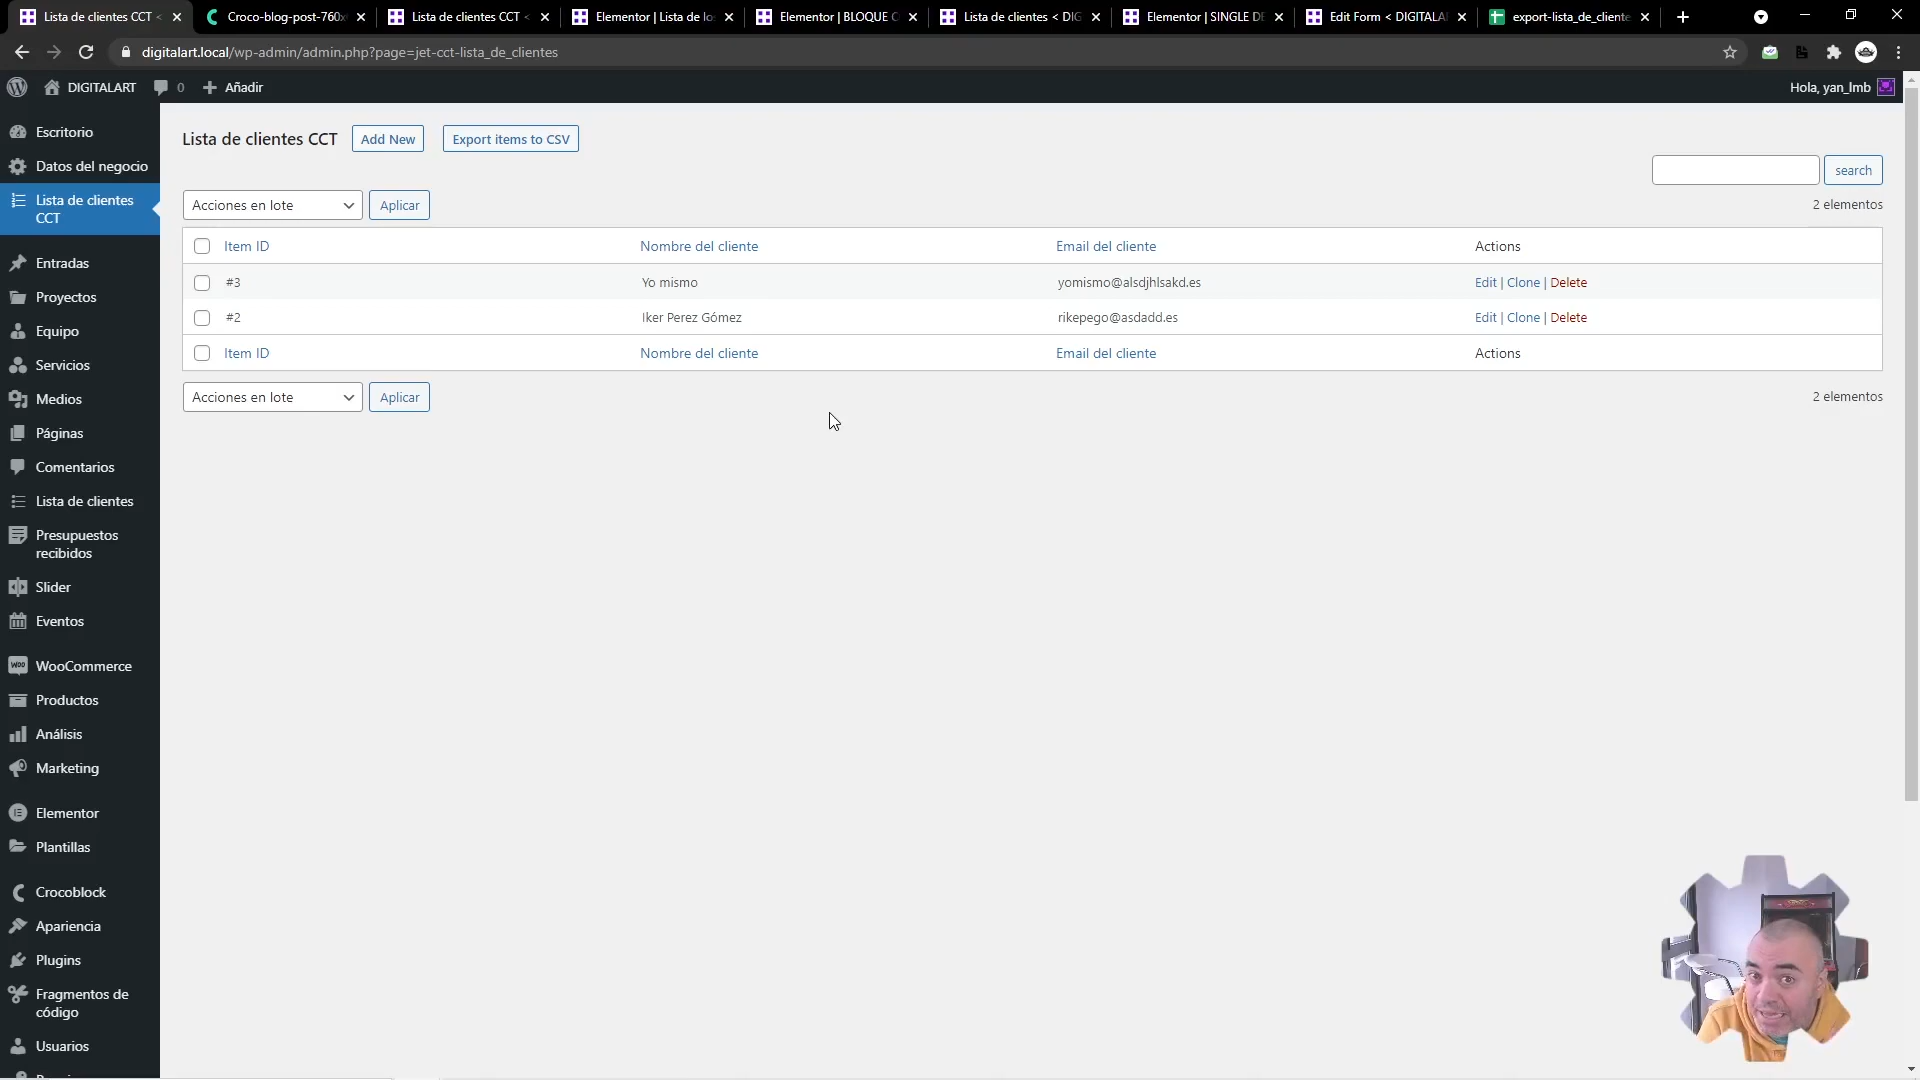 Lista de clientes CCT <
Croco-blog-post-760x
Lista de clientes CCT <
Elementor | Lista de lo
Elementor | BLOQUE C
Lista de clientes < DIG
Elementor | SINGLE DE
Edit Form < DIGITALAR
export-lista_de_cliente
digitalart.local/wp-admin/admin.php?page=jet-cct-lista_de_clientes
DIGITALART
0
Añadir
Hola, yan_lmb
Escritorio
Datos del negocio
Lista de clientes
CCT
Entradas
Proyectos
Equipo
Servicios
Medios
Páginas
Comentarios
Lista de clientes
Presupuestos
recibidos
Slider
Eventos
WooCommerce
Productos
Análisis
Marketing
Elementor
Plantillas
Crocoblock
Apariencia
Plugins
Fragmentos de
código
Usuarios
Lista de clientes CCT
Add New
Export items to CSV
search
Acciones en lote
Aplicar
2 elementos
Item ID
Nombre del cliente
Email del cliente
Actions
#3
Yo mismo
yomismo@alsdjhlsakd.es
Edit | Clone | Delete
#2
Iker Perez Gómez
rikepego@asdadd.es
Edit | Clone | Delete
Item ID
Nombre del cliente
Email del cliente
Actions
Acciones en lote
Aplicar
2 elementos